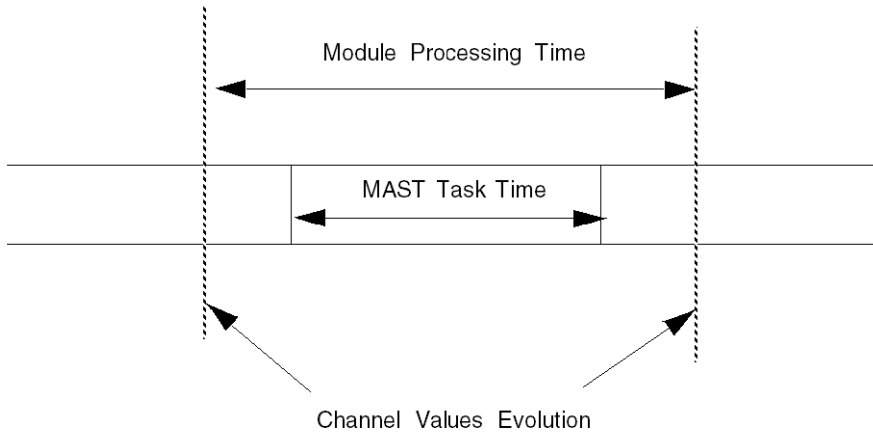 Module Processing Time
MAST Task Time
Channel Values Evolution